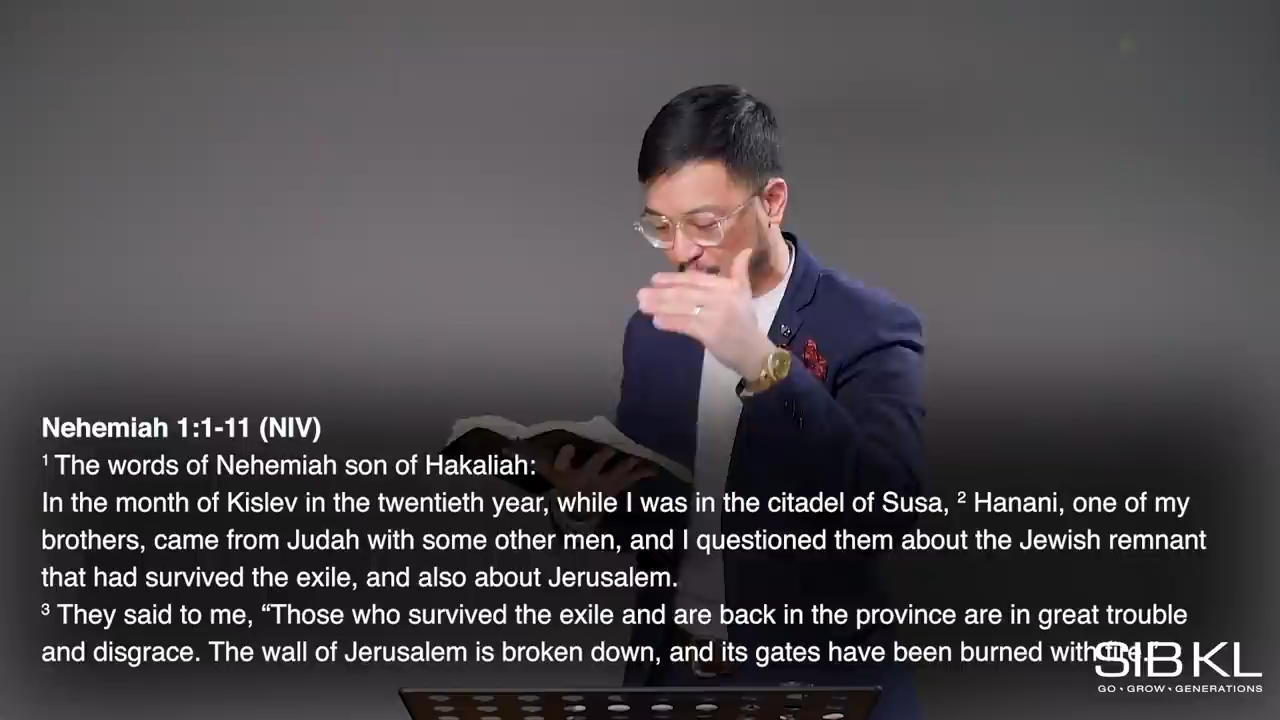 Nehemiah 1:1-11 (NIV)
¹ The words of Nehemiah son of Hakaliah:
In the month of Kislev in the twentieth year, while I was in the citadel of Susa, ² Hanani, one of my
brothers, came from Judah with some other men, and I questioned them about the Jewish remnant
that had survived the exile, and also about Jerusalem.
³ They said to me, “Those who survived the exile and are back in the province are in great trouble
and disgrace. The wall of Jerusalem is broken down, and its gates have been burned with fire.”
SIBKL
GO • GROW • GENERATIONS